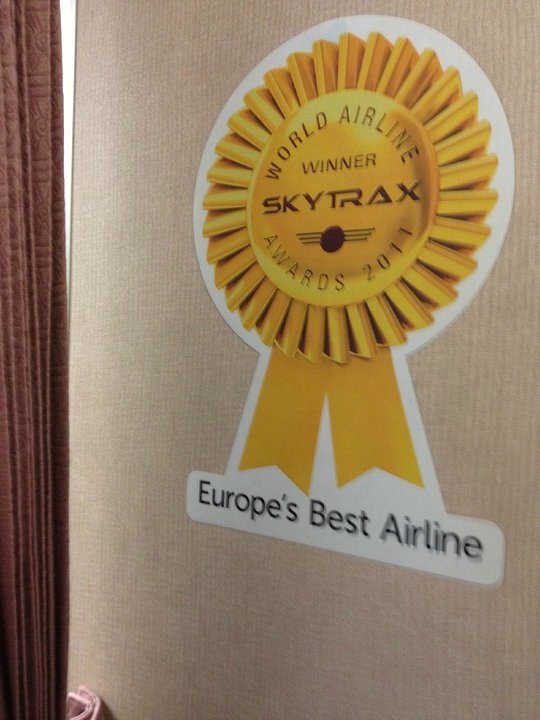 WORLD AIRLINE
WINNER
SKYTRAX
AWARDS 2011
Europe's Best Airline